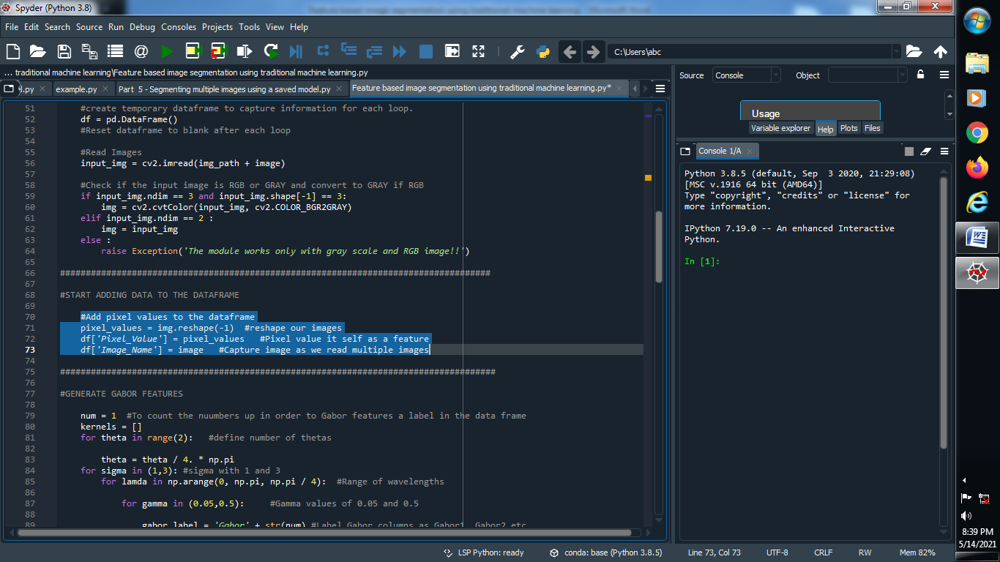 Spyder (Python 3.8)
File Edit Search Source Run Debug Consoles Projects Tools View Help
C:\Users\abc
... traditional machine learning\Feature based image segmentation using traditional machine learning.py
l.py example.py Part 5 - Segmenting multiple images using a saved model.py Feature based image segmentation using traditional machine learning.py*
51 #create temporary dataframe to capture information for each loop.
52 df = pd.DataFrame()
53 #Reset dataframe to blank after each loop
54
55 #Read Images
56 input_img = cv2.imread(img_path + image)
57
58 #Check if the input image is RGB or GRAY and convert to GRAY if RGB
59 if input_img.ndim == 3 and input_img.shape[-1] == 3:
60 img = cv2.cvtColor(input_img, cv2.COLOR_BGR2GRAY)
61 elif input_img.ndim == 2 :
62 img = input_img
63 else :
64 raise Exception('The module works only with gray scale and RGB image!!')
65
66 ####################################################################################
67
68 #START ADDING DATA TO THE DATAFRAME
69
70 #Add pixel values to the dataframe
71 pixel_values = img.reshape(-1) #reshape our images
72 df['Pixel_Value'] = pixel_values #Pixel value it self as a feature
73 df['Image_Name'] = image #Capture image as we read multiple images
74
75 #####################################################################################
76
77 #GENERATE GABOR FEATURES
78
79 num = 1 #To count the nuumbers up in order to Gabor features a label in the data frame
80 kernels = []
81 for theta in range(2): #define number of thetas
82
83 theta = theta / 4. * np.pi
84 for sigma in (1,3): #sigma with 1 and 3
85 for lamda in np.arange(0, np.pi, np.pi / 4): #Range of wavelengths
86
87 for gamma in (0.05,0.5): #Gamma values of 0.05 and 0.5
88
89 gabor_label = 'Gabor' + str(num) #Label Gabor columns as Gabor1, Gabor2 etc
Source Console Object
Usage
Variable explorer Help Plots Files
Console 1/A
Python 3.8.5 (default, Sep 3 2020, 21:29:08)
[MSC v.1916 64 bit (AMD64)]
Type "copyright", "credits" or "license" for
more information.
IPython 7.19.0 -- An enhanced Interactive
Python.
In [1]:
LSP Python: ready conda: base (Python 3.8.5) Line 73, Col 73 UTF-8 CRLF RW Mem 82%
8:39 PM
5/14/2021